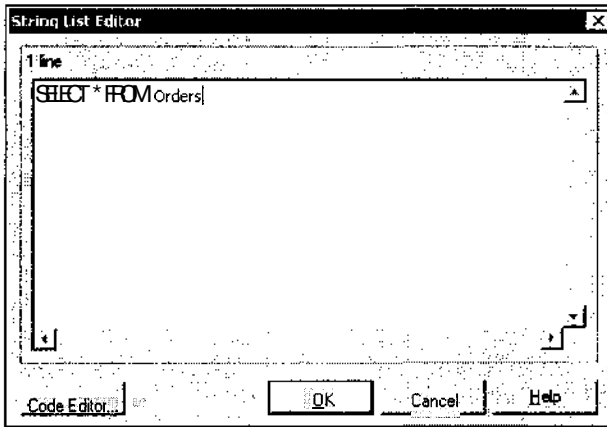 String List Editor
1 line
SELECT * FROM Orders
Code Editor...
OK
Cancel
Help